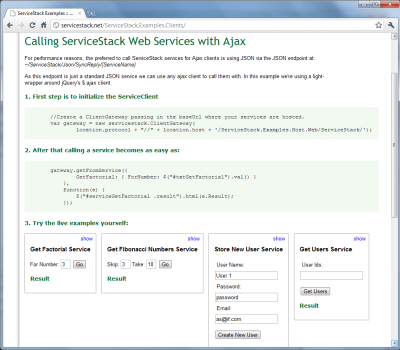 ServiceStack.Examples ::
servicestack.net/ServiceStack.Examples.Clients/
Calling ServiceStack Web Services with Ajax
For performance reasons, the preferred to call ServiceStack services for Ajax clients is using JSON via the JSON endpoint at:
~/ServiceStack/Json/SyncReply/[ServiceName]
As this endpoint is just a standard JSON service we can use any ajax client to call them with. In this example we're using a light-
wrapper around jQuery's $.ajax client.
1. First step is to initialize the ServiceClient
//Create a ClientGateway passing in the baseUrl where your services are hosted.
var gateway = new servicestack.ClientGateway(
location.protocol + "//" + location.host + '/ServiceStack.Examples.Host.Web/ServiceStack/');
2. After that calling a service becomes as easy as:
gateway.getFromService({
GetFactorial: { ForNumber: $("#txtGetFactorial").val() }
},
function(e) {
$("#serviceGetFactorial .result").html(e.Result);
});
3. Try the live examples yourself:
show show show show
Get Factorial Service Get Fibonacci Numbers Service Store New User Service Get Users Service
For Number: 3 Go Skip: 3 Take 18 Go User Name: User Ids:
User 1
Result Result Password: Get Users
password
Email: Result
as@if.com
Create New User